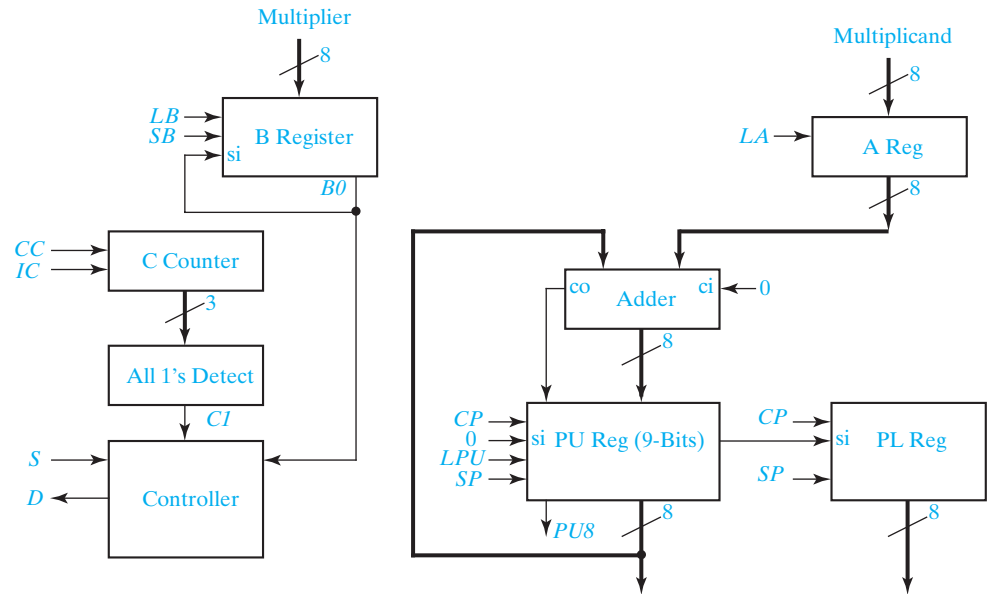 Multiplier
8
LB
SB
si
B Register
B0
Multiplicand
8
LA
A Reg
8
CC
IC
C Counter
3
All 1's Detect
C1
S
D
Controller
co
ci
0
Adder
8
CP
0
LPU
SP
si
PU Reg (9-Bits)
PU8
8
CP
SP
si
PL Reg
8